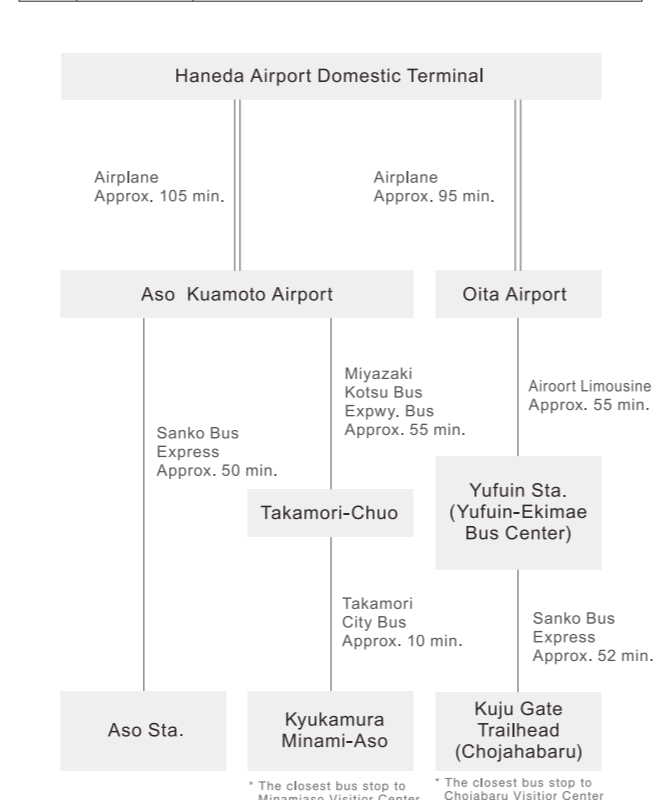 Haneda Airport Domestic Terminal
Airplane
Approx. 105 min.
Airplane
Approx. 95 min.
Aso Kuamoto Airport
Oita Airport
Sanko Bus
Express
Approx. 50 min.
Miyazaki
Kotsu Bus
Expwy. Bus
Approx. 55 min.
Airoort Limousine
Approx. 55 min.
Takamori-Chuo
Yufuin Sta.
(Yufuin-Ekimae
Bus Center)
Takamori
City Bus
Approx. 10 min.
Sanko Bus
Express
Approx. 52 min.
Aso Sta.
Kyukamura
Minami-Aso
Kuju Gate
Trailhead
(Chojahabaru)
* The closest bus stop to
Minamiaso Visitior Center
* The closest bus stop to
Chojabaru Visitior Center